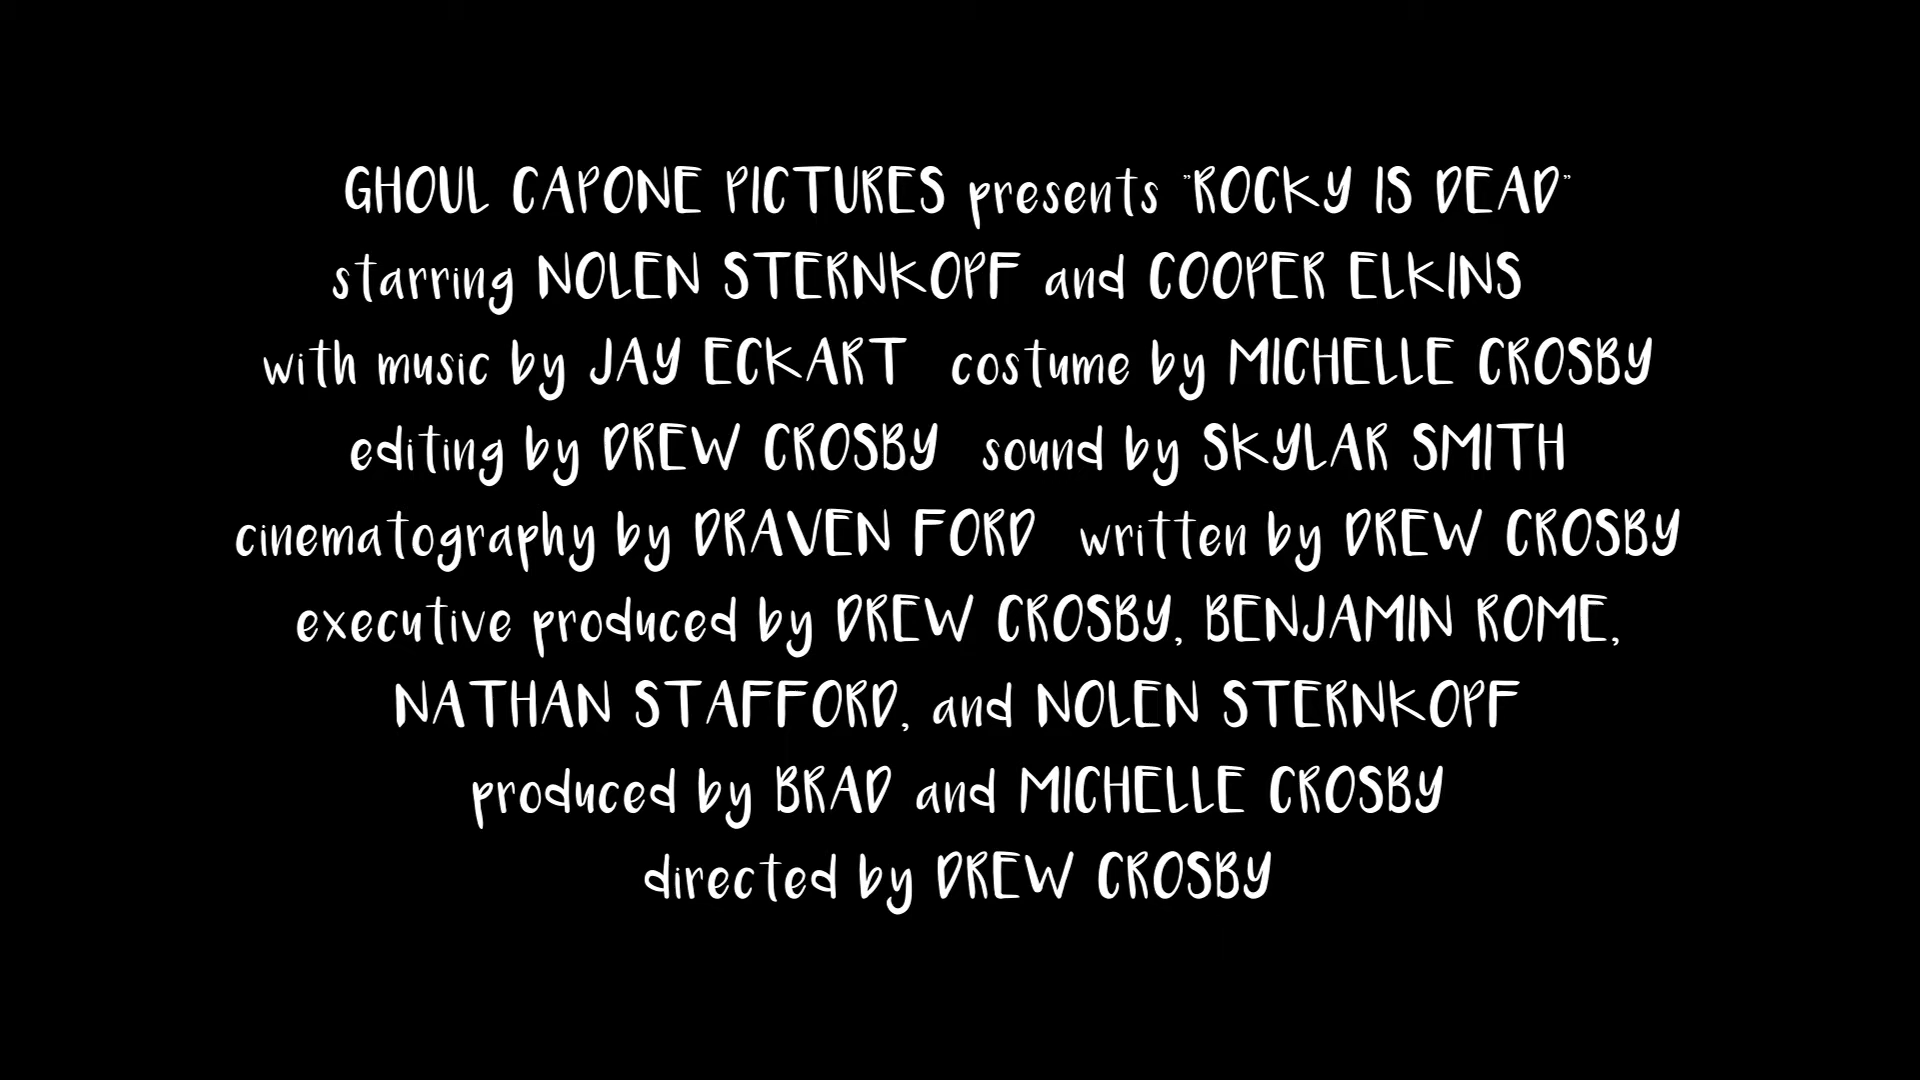 GHOUL CAPONE PICTURES presents "ROCKY IS DEAD"
starring NOLEN STERNKOPF and COOPER ELKINS
with music by JAY ECKART costume by MICHELLE CROSBY
editing by DREW CROSBY sound by SKYLAR SMITH
cinematography by DRAVEN FORD written by DREW CROSBY
executive produced by DREW CROSBY, BENJAMIN ROME,
NATHAN STAFFORD, and NOLEN STERNKOPF
produced by BRAD and MICHELLE CROSBY
directed by DREW CROSBY